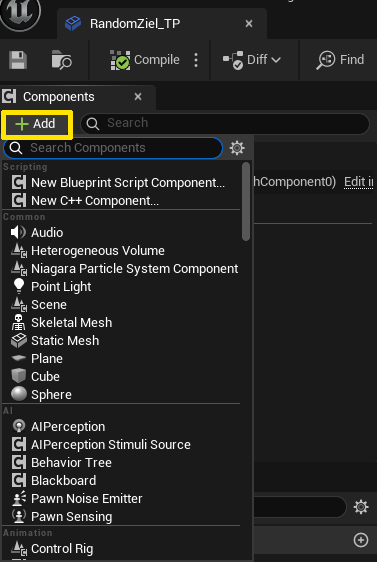 RandomZiel_TP
Compile
Diff
Find
Components
Add
Search
Search Components
Scripting
New Blueprint Script Component...
hComponent0) Edit i
New C++ Component...
Common
Audio
Heterogeneous Volume
Niagara Particle System Component
Point Light
Scene
Skeletal Mesh
Static Mesh
Plane
Cube
Sphere
AI
AIPerception
AIPerception Stimuli Source
Behavior Tree
Blackboard
Pawn Noise Emitter
Pawn Sensing
Animation
Control Rig